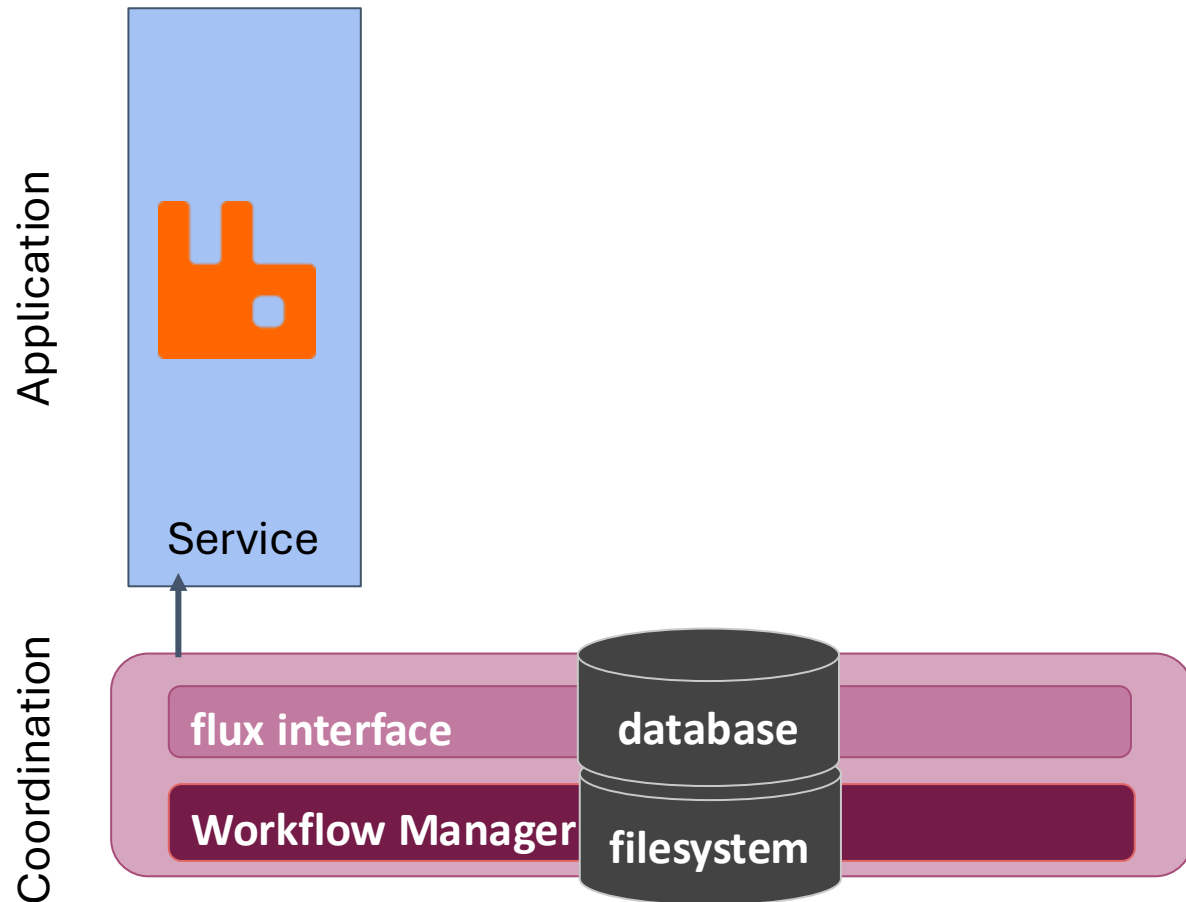 Application
Service
Coordination
flux interface
database
Workflow Manager
filesystem